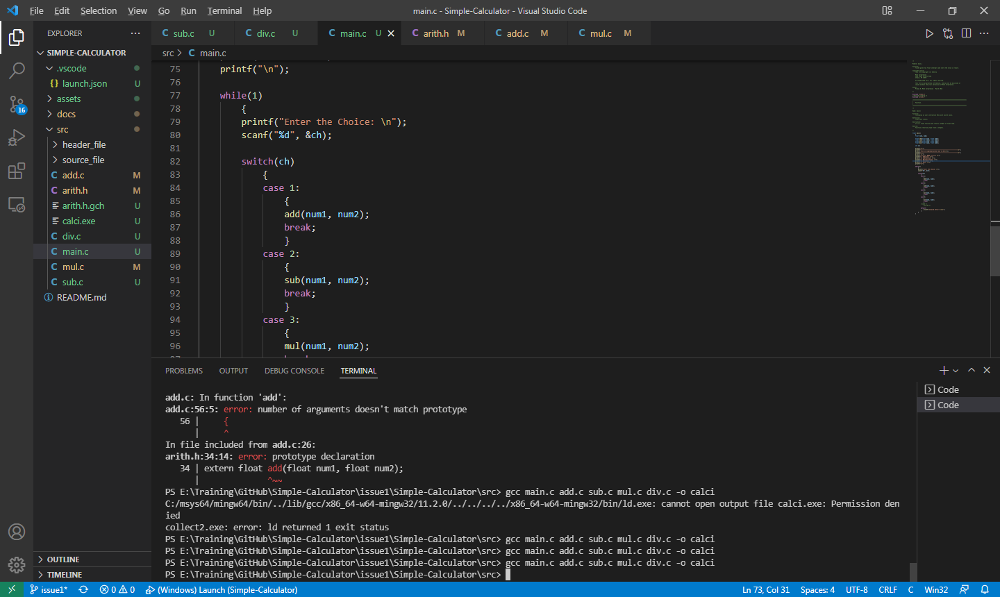 File Edit Selection View Go Run Terminal Help
main.c - Simple-Calculator - Visual Studio Code
EXPLORER
SIMPLE-CALCULATOR
.vscode
{} launch.json U
assets
docs
src
header_file
source_file
C add.c M
C arith.h M
arith.h.gch U
calci.exe U
C div.c U
C main.c U
C mul.c M
C sub.c U
README.md
OUTLINE
TIMELINE
16
C sub.c U
C div.c U
C main.c U
C arith.h M
C add.c M
C mul.c M
src > C main.c
75 printf("\n");
76
77 while(1)
78 {
79 printf("Enter the Choice: \n");
80 scanf("%d", &ch);
81
82 switch(ch)
83 {
84 case 1:
85 {
86 add(num1, num2);
87 break;
88 }
89 case 2:
90 {
91 sub(num1, num2);
92 break;
93 }
94 case 3:
95 {
96 mul(num1, num2);
PROBLEMS OUTPUT DEBUG CONSOLE TERMINAL
add.c: In function 'add':
add.c:56:5: error: number of arguments doesn't match prototype
56 | {
| ^
In file included from add.c:26:
arith.h:34:14: error: prototype declaration
34 | extern float add(float num1, float num2);
| ^~~
PS E:\Training\GitHub\Simple-Calculator\issue1\Simple-Calculator\src> gcc main.c add.c sub.c mul.c div.c -o calci
C:/msys64/mingw64/bin/../lib/gcc/x86_64-w64-mingw32/11.2.0/../../../../x86_64-w64-mingw32/bin/ld.exe: cannot open output file calci.exe: Permission den
ied
collect2.exe: error: ld returned 1 exit status
PS E:\Training\GitHub\Simple-Calculator\issue1\Simple-Calculator\src> gcc main.c add.c sub.c mul.c div.c -o calci
PS E:\Training\GitHub\Simple-Calculator\issue1\Simple-Calculator\src> gcc main.c add.c sub.c mul.c div.c -o calci
PS E:\Training\GitHub\Simple-Calculator\issue1\Simple-Calculator\src> gcc main.c add.c sub.c mul.c div.c -o calci
PS E:\Training\GitHub\Simple-Calculator\issue1\Simple-Calculator\src>
Code
Code
issue1* 0 0 (Windows) Launch (Simple-Calculator)
Ln 73, Col 31 Spaces: 4 UTF-8 CRLF C Win32